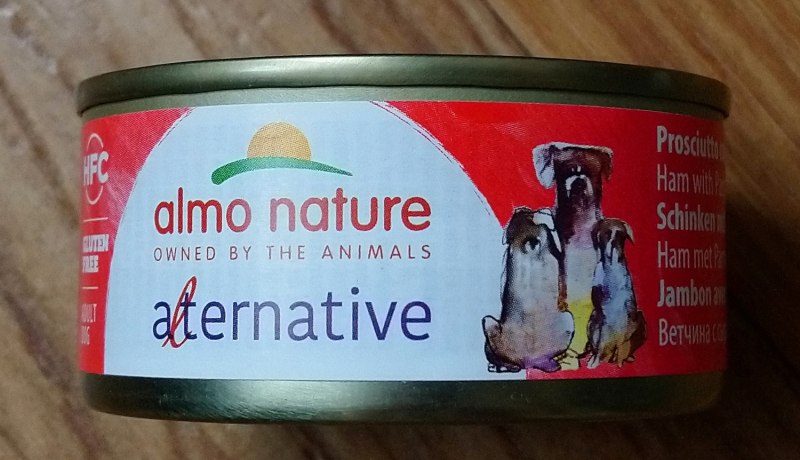 HFC
GLUTEN
FREE
ADULT
DOG
almo nature
OWNED BY THE ANIMALS
alternative
Prosciutto
Ham with
Schinken
Ham met
Jambon
Ветчина с